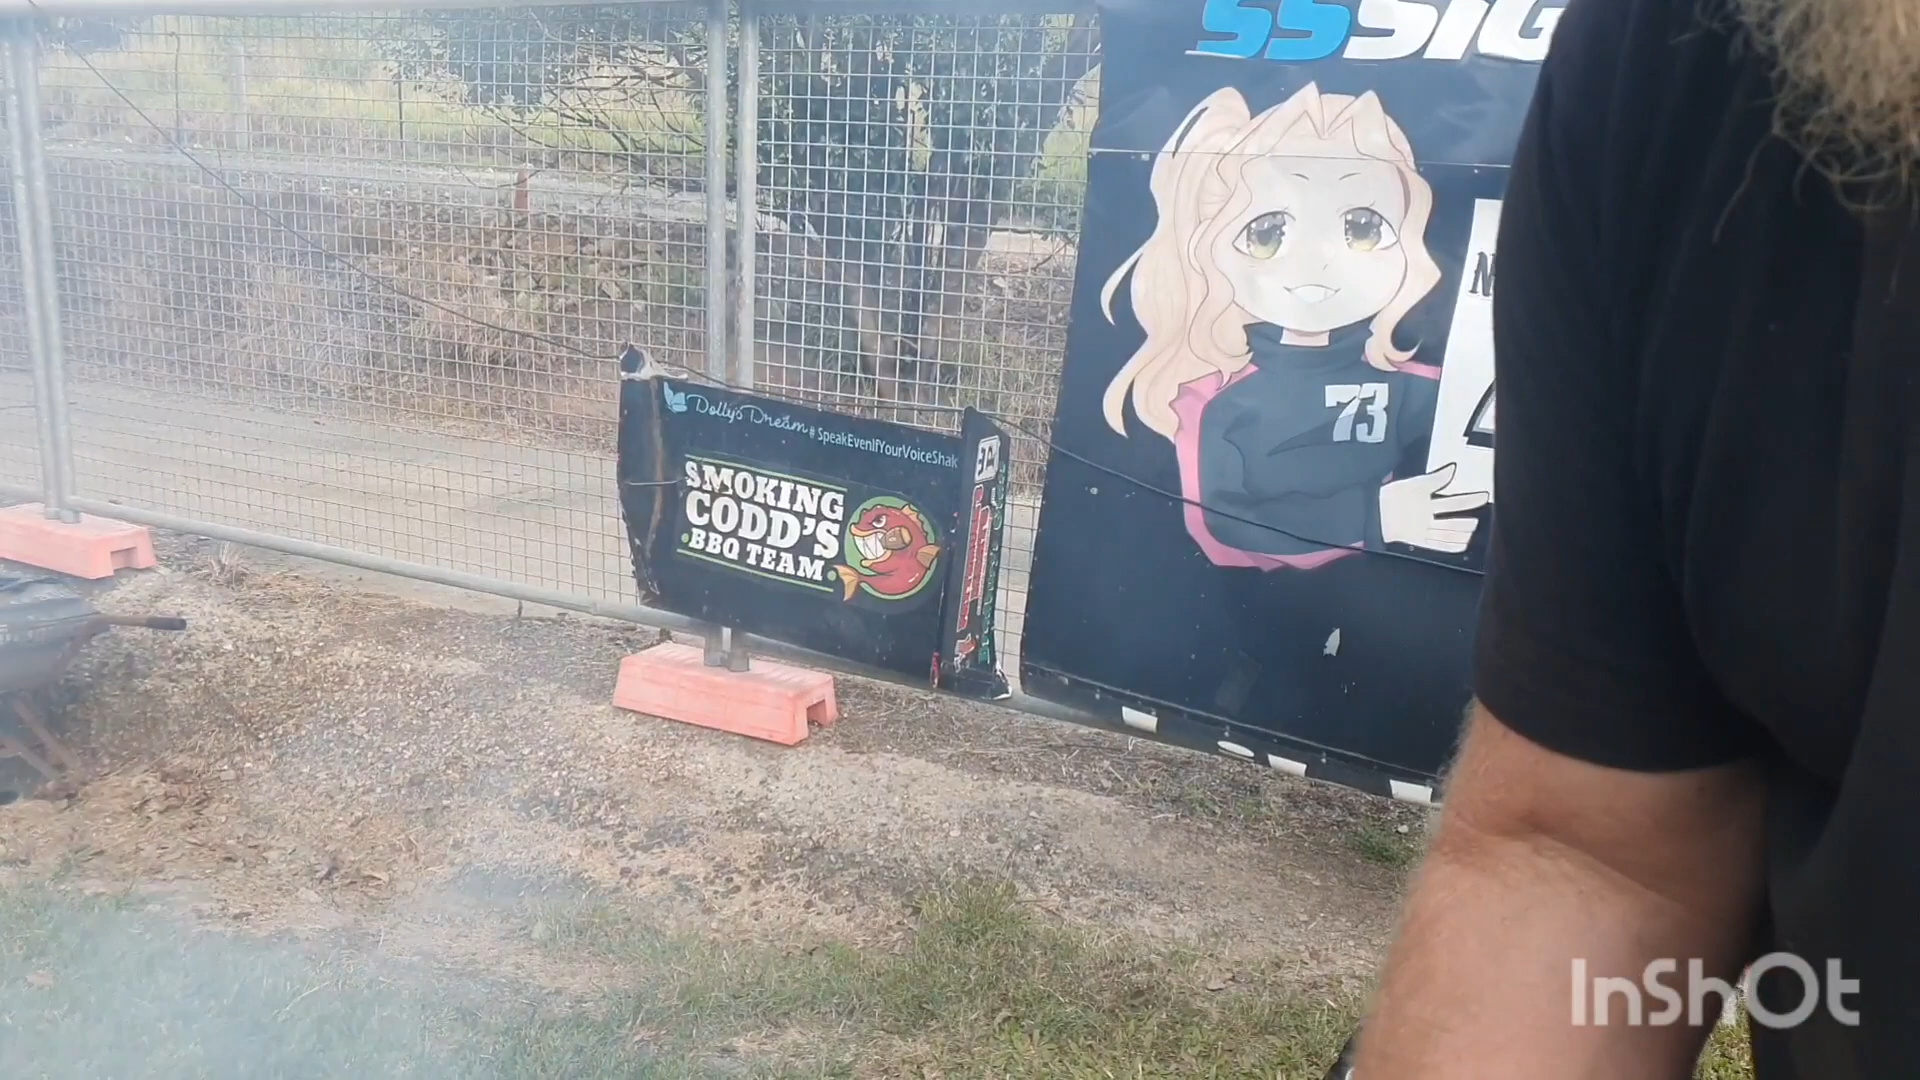 SSSIG
73
Dolly's Dream #SpeakEvenIfYourVoiceShak
SMOKING
CODD'S
BBQ TEAM
InShOt